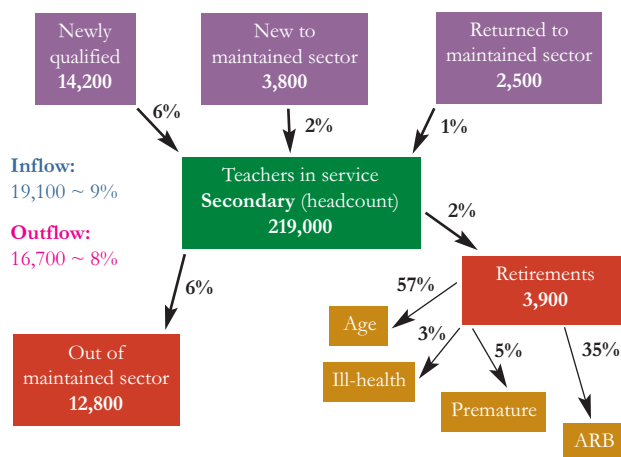 Newly
qualified
14,200
New to
maintained sector
3,800
Returned to
maintained sector
2,500
6%
2%
1%
Inflow:
19,100 ~ 9%
Outflow:
16,700 ~ 8%
Teachers in service
Secondary (headcount)
219,000
2%
6%
Retirements
3,900
57%
3%
5%
35%
Age
Ill-health
Premature
ARB
Out of
maintained sector
12,800